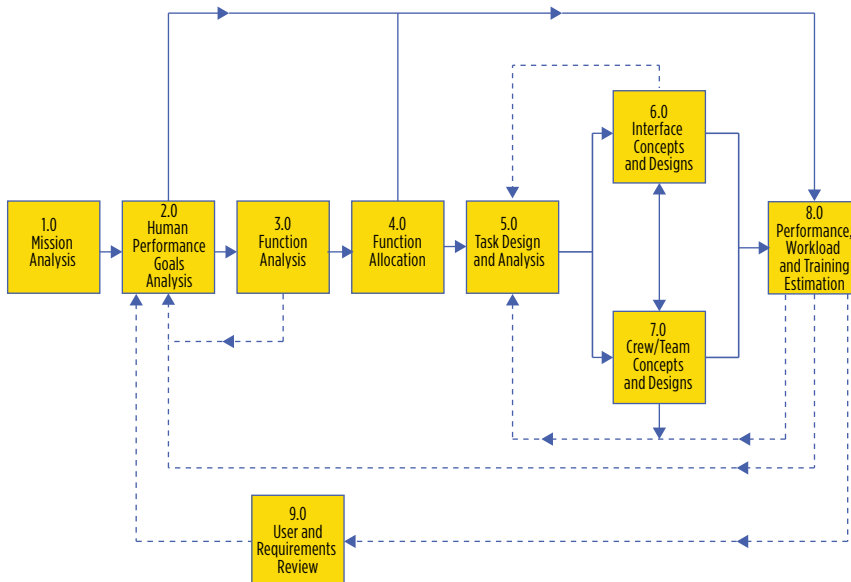 1.0
Mission
Analysis
2.0
Human
Performance
Goals
Analysis
3.0
Function
Analysis
4.0
Function
Allocation
5.0
Task Design
and Analysis
6.0
Interface
Concepts
and Designs
7.0
Crew/Team
Concepts
and Designs
8.0
Performance,
Workload
and Training
Estimation
9.0
User and
Requirements
Review